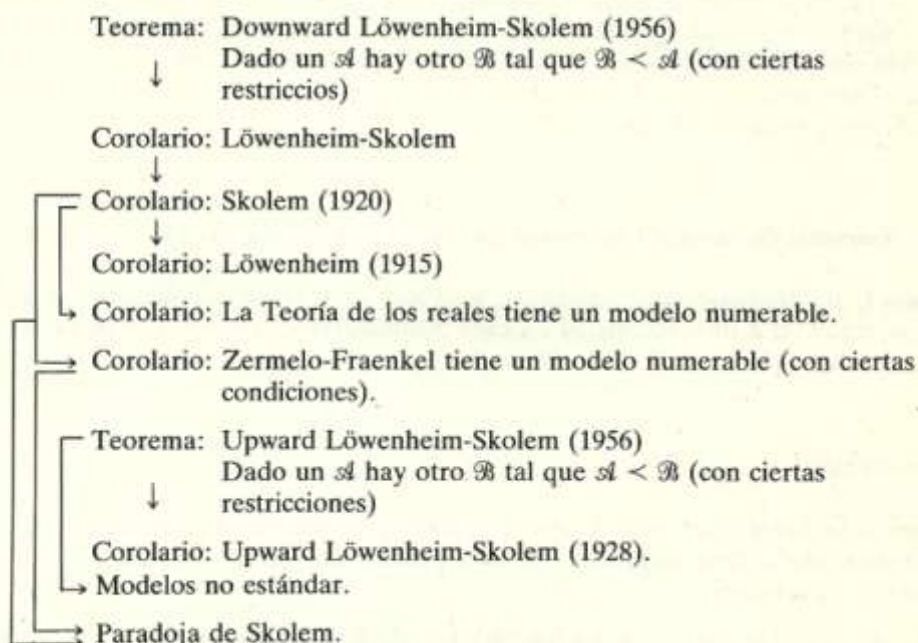 Teorema: Downward Löwenheim-Skolem (1956)
Dado un 𝒜 hay otro ℬ tal que ℬ < 𝒜 (con ciertas
restriccios)
↓
Corolario: Löwenheim-Skolem
↓
Corolario: Skolem (1920)
↓
Corolario: Löwenheim (1915)
Corolario: La Teoría de los reales tiene un modelo numerable.
Corolario: Zermelo-Fraenkel tiene un modelo numerable (con ciertas
condiciones).
Teorema: Upward Löwenheim-Skolem (1956)
Dado un 𝒜 hay otro ℬ tal que 𝒜 < ℬ (con ciertas
restricciones)
↓
Corolario: Upward Löwenheim-Skolem (1928).
Modelos no estándar.
Paradoja de Skolem.